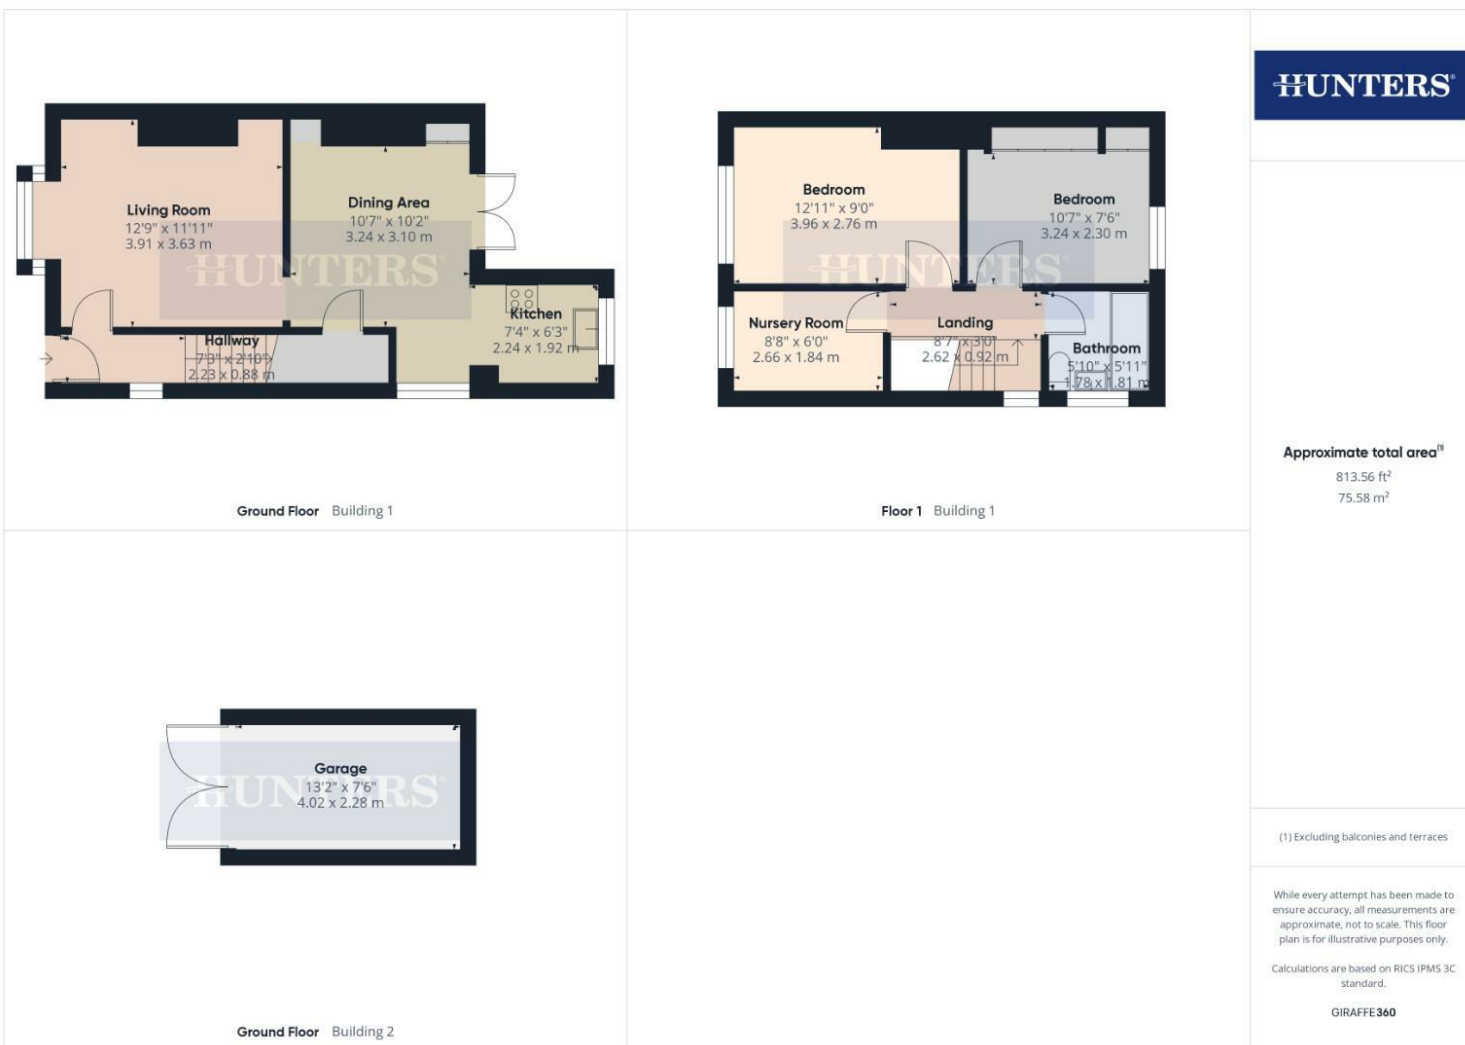 HUNTERS®
Living Room
12'9" x 11'11"
3.91 x 3.63 m
Dining Area
10'7" x 10'2"
3.24 x 3.10 m
HUNTERS®
Kitchen
7'4" x 6'3"
2.24 x 1.92 m
Hallway
7'3" x 2'10"
2.23 x 0.88 m
Ground Floor Building 1
Bedroom
12'11" x 9'0"
3.96 x 2.76 m
Bedroom
10'7" x 7'6"
3.24 x 2.30 m
HUNTERS®
Nursery Room
8'8" x 6'0"
2.66 x 1.84 m
Landing
8'7" x 3'0"
2.62 x 0.92 m
Bathroom
5'10" x 5'11"
1.78 x 1.81 m
Floor 1 Building 1
Garage
13'2" x 7'6"
4.02 x 2.28 m
HUNTERS®
Ground Floor Building 2
Approximate total area⁽¹⁾
813.56 ft²
75.58 m²
(1) Excluding balconies and terraces
While every attempt has been made to
ensure accuracy, all measurements are
approximate, not to scale. This floor
plan is for illustrative purposes only.
Calculations are based on RICS IPMS 3C
standard.
GIRAFFE360